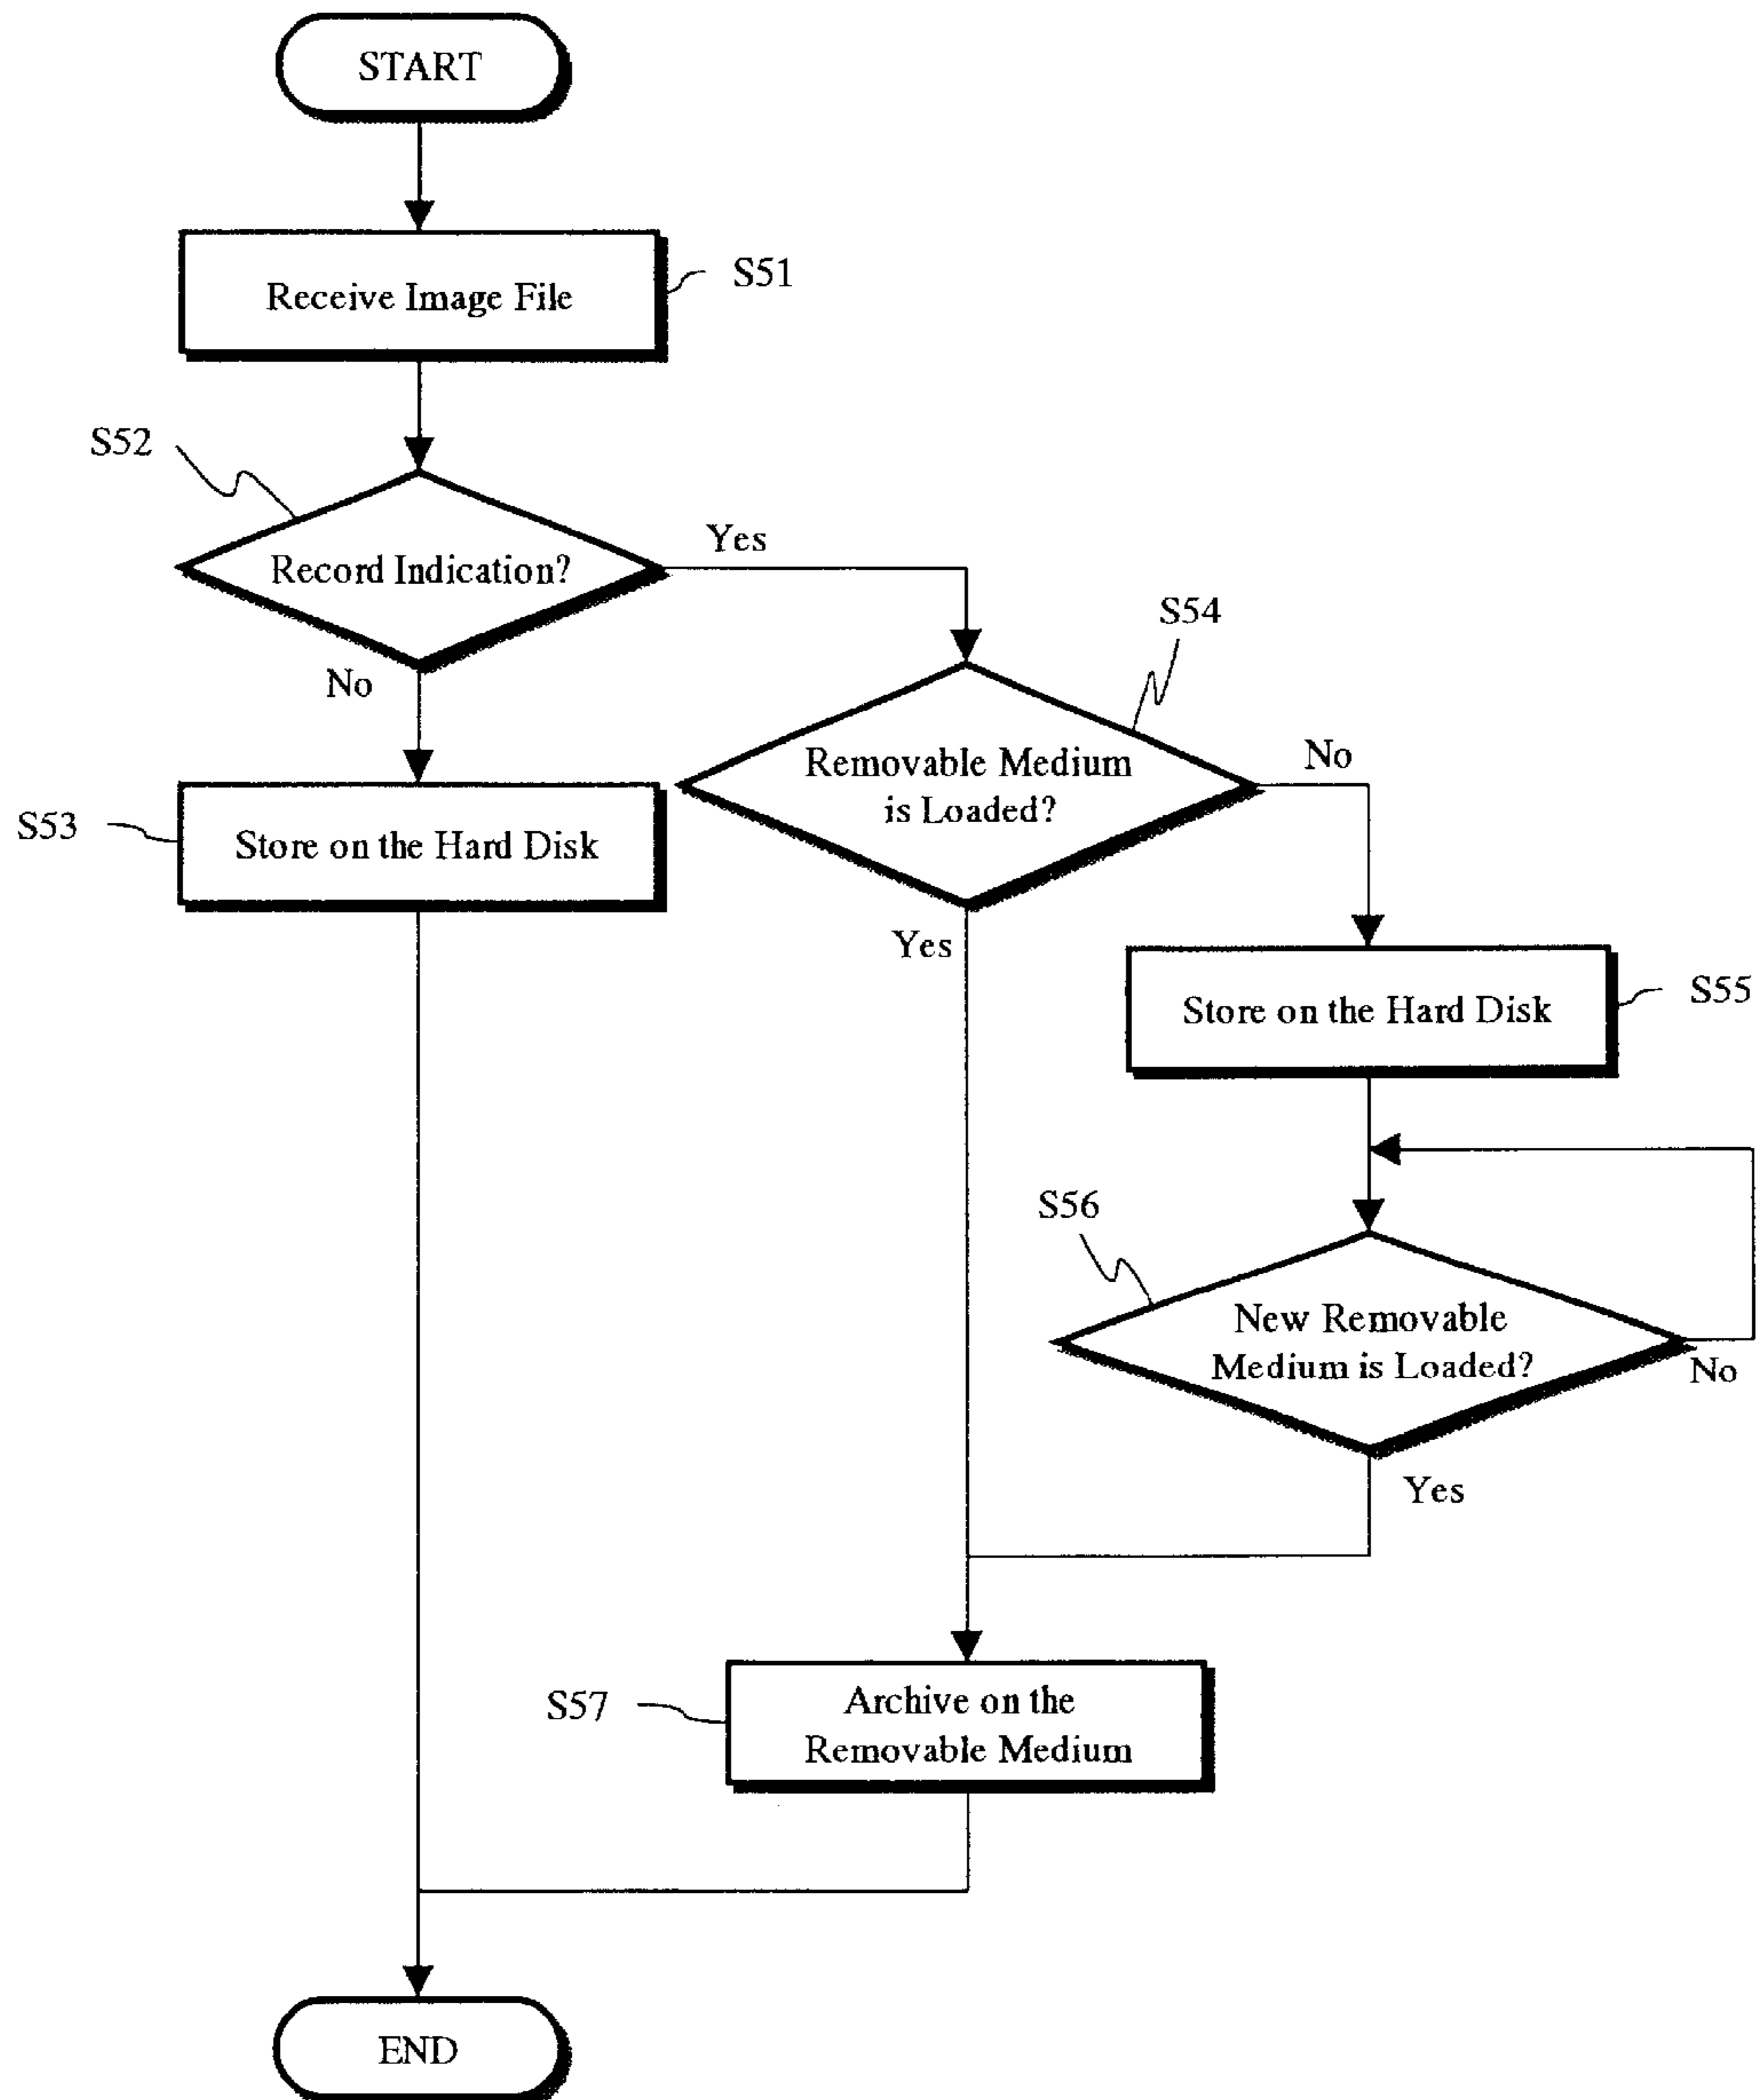 START
Receive Image File
S51
S52
Record Indication?
Yes
No
S54
Removable Medium
is Loaded?
No
Yes
S53
Store on the Hard Disk
Store on the Hard Disk
S55
S56
New Removable
Medium is Loaded?
No
Yes
S57
Archive on the
Removable Medium
END